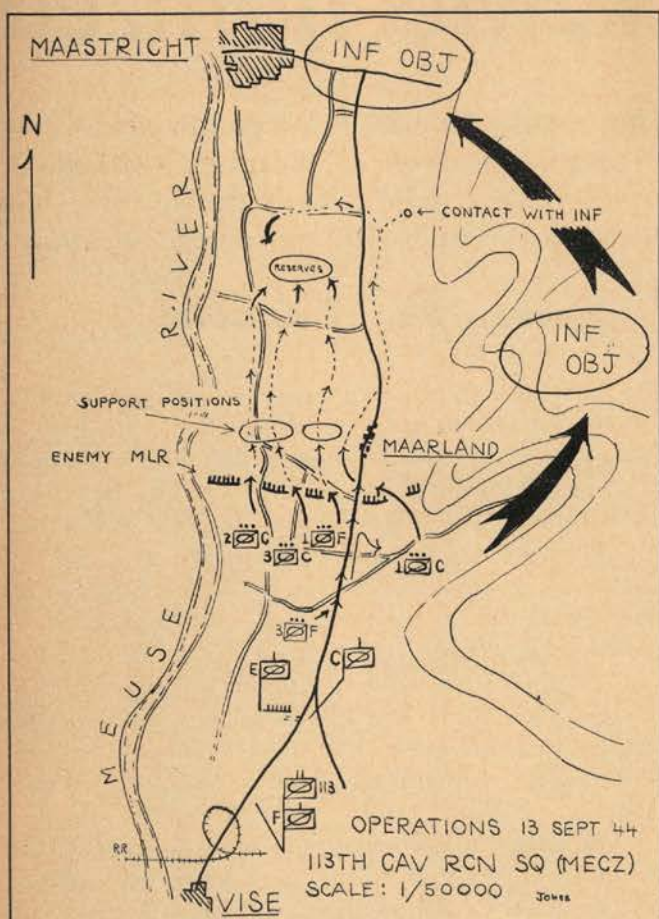 MAASTRICHT
INF OBJ
N
RIVER
CONTACT WITH INF
RESERVES
INF
OBJ
SUPPORT POSITIONS
MAARLAND
ENEMY MLR
2 C
3 C
1 F
1 C
3 F
E
C
MEUSE
113
F
OPERATIONS 13 SEPT 44
RR
113TH CAV RCN SQ (MECZ)
SCALE: 1/50000
VISE